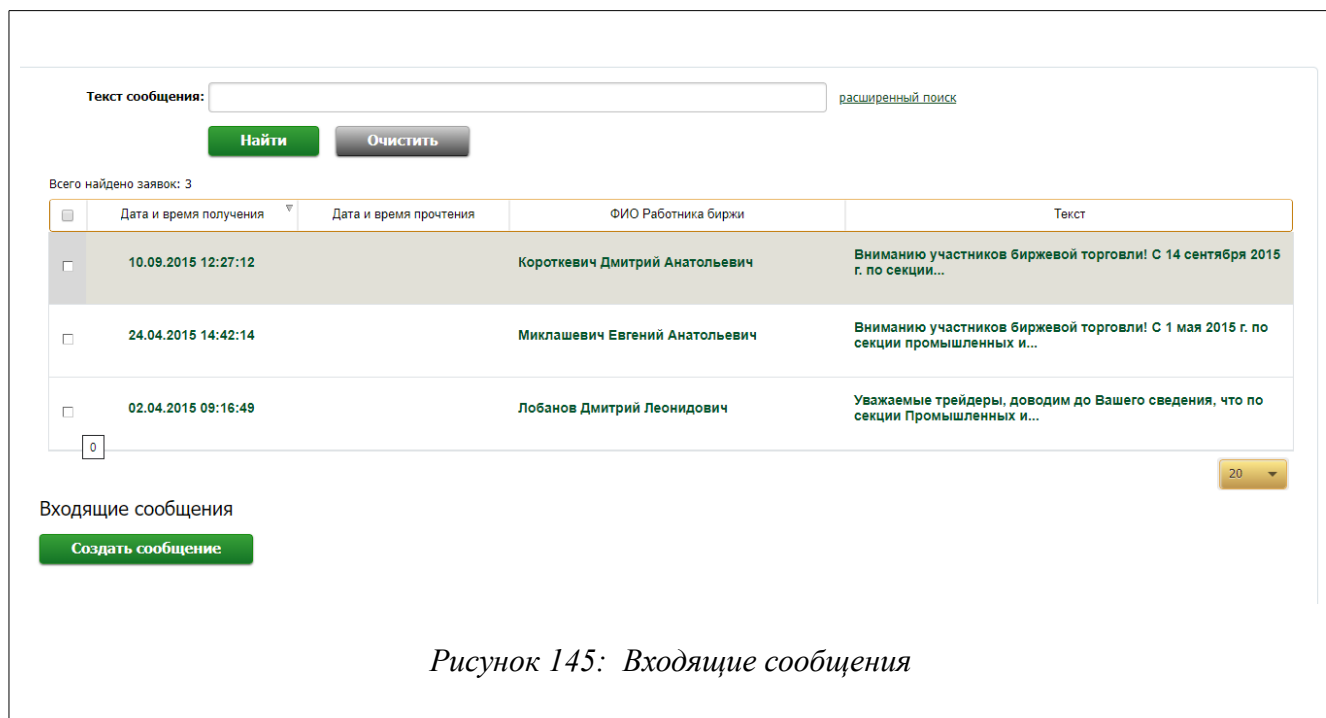 Текст сообщения:
расширенный поиск
Найти
Очистить
Всего найдено заявок: 3
Дата и время получения
Дата и время прочтения
ФИО Работника биржи
Текст
10.09.2015 12:27:12
Короткевич Дмитрий Анатольевич
Вниманию участников биржевой торговли! С 14 сентября 2015
г. по секции...
24.04.2015 14:42:14
Миклашевич Евгений Анатольевич
Вниманию участников биржевой торговли! С 1 мая 2015 г. по
секции промышленных и...
02.04.2015 09:16:49
Лобанов Дмитрий Леонидович
Уважаемые трейдеры, доводим до Вашего сведения, что по
секции Промышленных и...
0
20
Входящие сообщения
Создать сообщение
Рисунок 145: Входящие сообщения